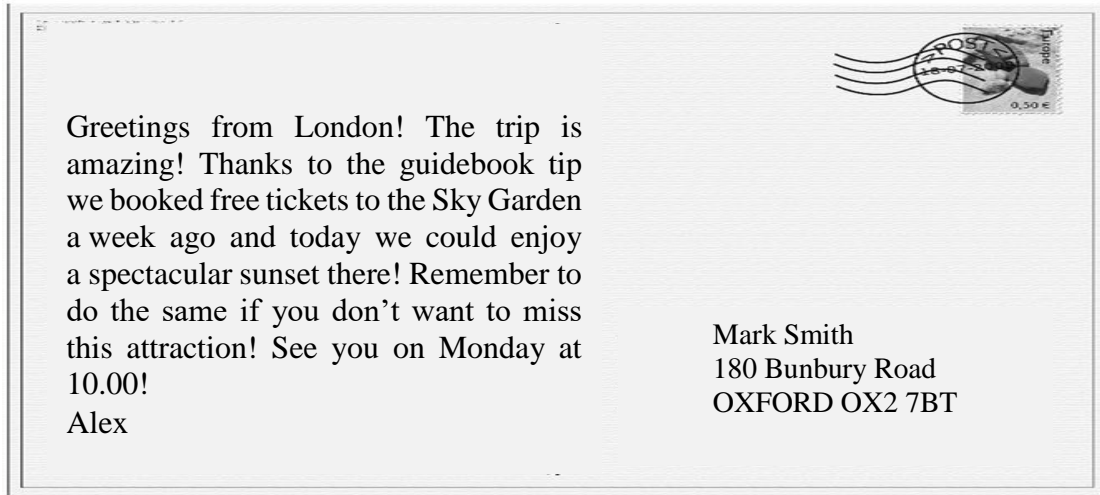 Greetings from London! The trip is
amazing! Thanks to the guidebook tip
we booked free tickets to the Sky Garden
a week ago and today we could enjoy
a spectacular sunset there! Remember to
do the same if you don’t want to miss
this attraction! See you on Monday at
10.00!
Alex
POST
Europe
0,50 €
Mark Smith
180 Bunbury Road
OXFORD OX2 7BT